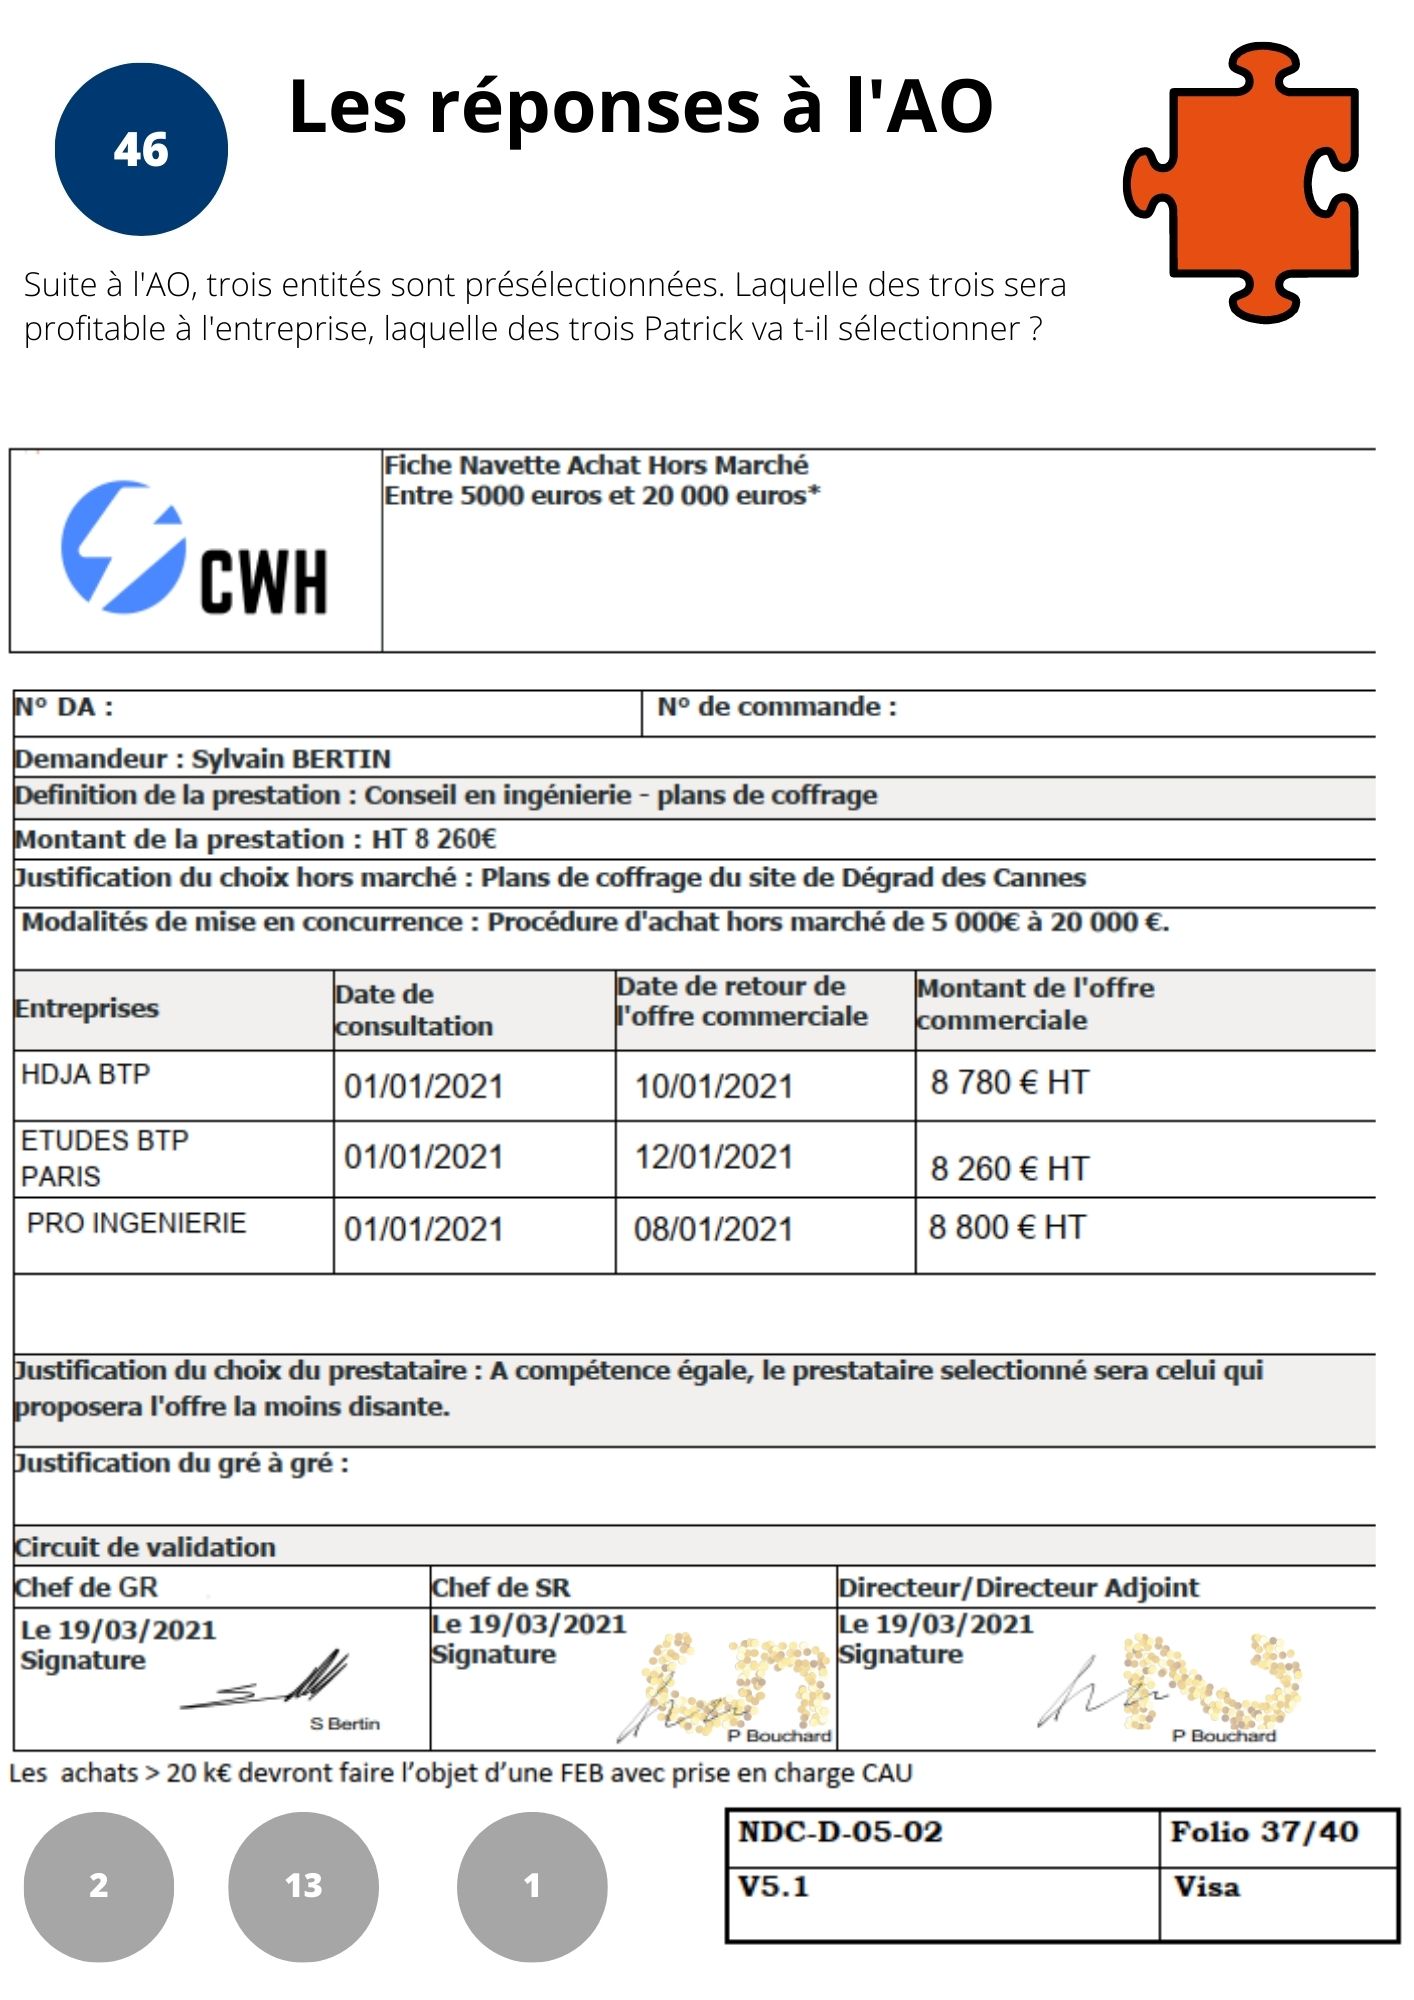 46
Les réponses à l'AO
Suite à l'AO, trois entités sont présélectionnées. Laquelle des trois sera
profitable à l'entreprise, laquelle des trois Patrick va t-il sélectionner ?
CWH
Fiche Navette Achat Hors Marché
Entre 5000 euros et 20 000 euros*
N° DA :
N° de commande :
Demandeur : Sylvain BERTIN
Definition de la prestation : Conseil en ingénierie - plans de coffrage
Montant de la prestation : HT 8 260€
Justification du choix hors marché : Plans de coffrage du site de Dégrad des Cannes
Modalités de mise en concurrence : Procédure d'achat hors marché de 5 000€ à 20 000 €.
Entreprises
Date de
consultation
Date de retour de
l'offre commerciale
Montant de l'offre
commerciale
HDJA BTP
01/01/2021
10/01/2021
8 780 € HT
ETUDES BTP
PARIS
01/01/2021
12/01/2021
8 260 € HT
PRO INGENIERIE
01/01/2021
08/01/2021
8 800 € HT
Justification du choix du prestataire : A compétence égale, le prestataire selectionné sera celui qui
proposera l'offre la moins disante.
Justification du gré à gré :
Circuit de validation
Chef de GR
Chef de SR
Directeur/Directeur Adjoint
Le 19/03/2021
Signature
S Bertin
Le 19/03/2021
Signature
P Bouchard
Le 19/03/2021
Signature
P Bouchard
Les achats > 20 k€ devront faire l’objet d’une FEB avec prise en charge CAU
2
13
1
NDC-D-05-02
Folio 37/40
V5.1
Visa